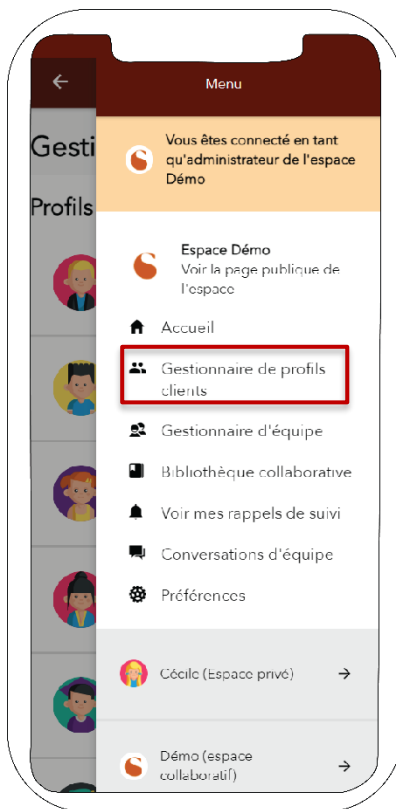 Menu
Gesti
Profils
Vous êtes connecté en tant
qu'administrateur de l'espace
Démo
Espace Démo
Voir la page publique de
l'espace
Accueil
Gestionnaire de profils
clients
Gestionnaire d'équipe
Bibliothèque collaborative
Voir mes rappels de suivi
Conversations d'équipe
Préférences
Cécile (Espace privé)
Démo (espace
collaboratif)